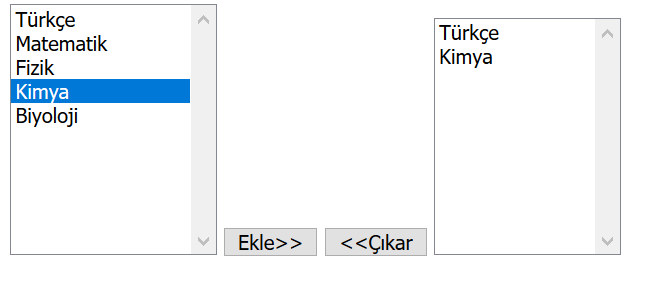 Türkçe
Matematik
Fizik
Kimya
Biyoloji
Ekle>>
<<Çıkar
Türkçe
Kimya